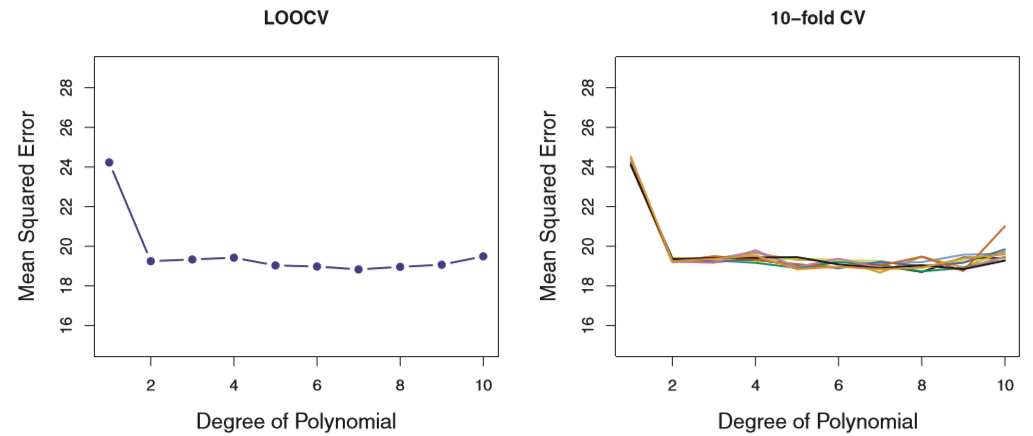 LOOCV
Mean Squared Error
28
26
24
22
20
18
16
2 4 6 8 10
Degree of Polynomial
10−fold CV
Mean Squared Error
28
26
24
22
20
18
16
2 4 6 8 10
Degree of Polynomial